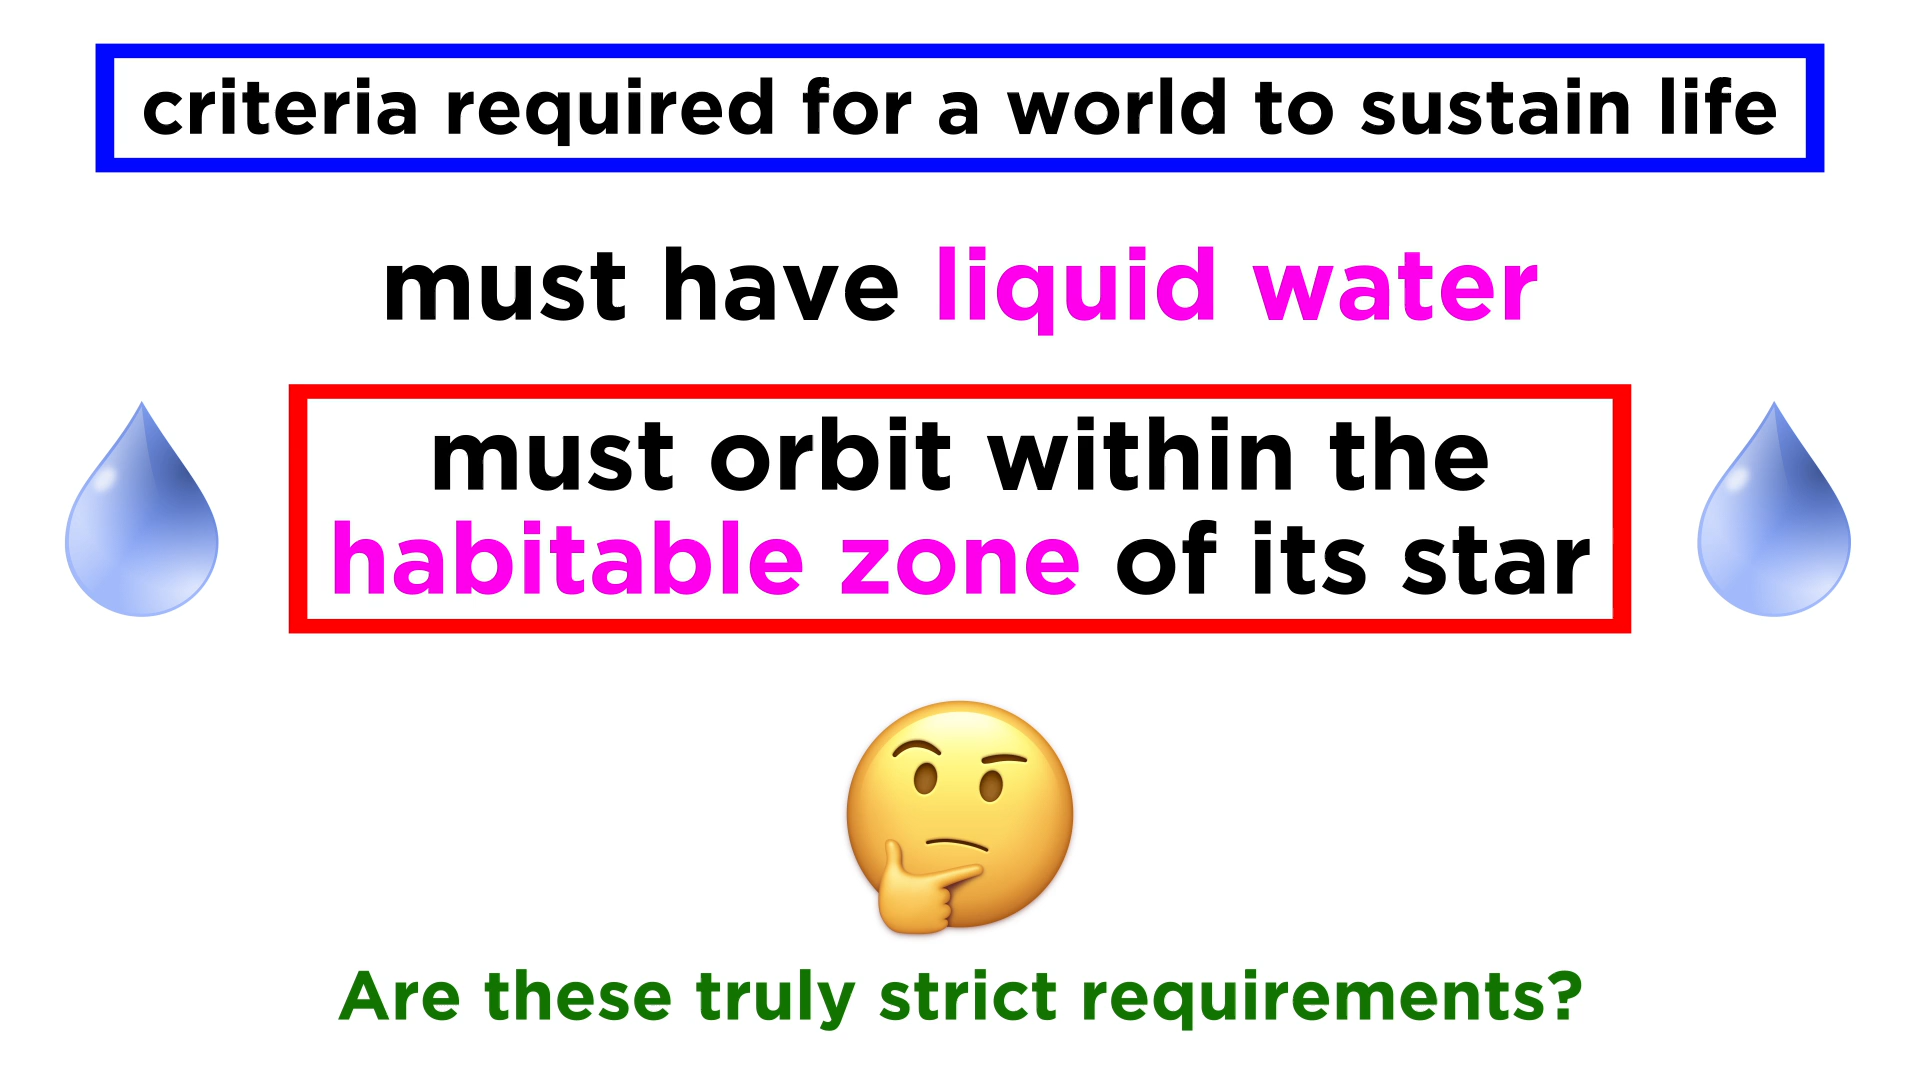 criteria required for a world to sustain life
must have liquid water
must orbit within the
habitable zone of its star
Are these truly strict requirements?